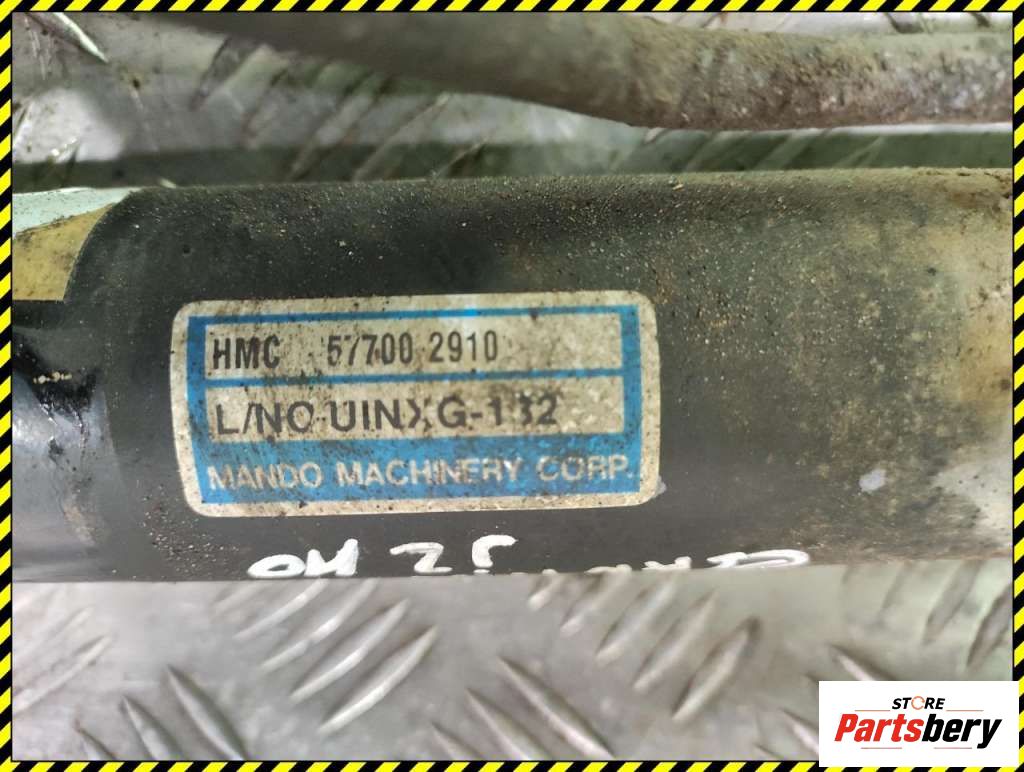 HMC 57700 2910
L/NO UINXG-132
MANDO MACHINERY CORP.
STORE
Partsbery